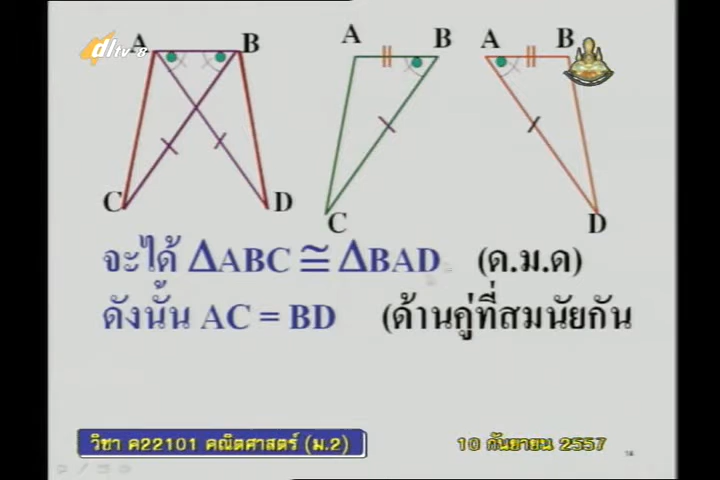 dltv-8
A B A B A B
C D C D
จะได้ ΔABC ≅ ΔBAD (ด.ม.ด)
ดังนั้น AC = BD (ด้านคู่ที่สมนัยกัน
วิชา ค22101 คณิตศาสตร์ (ม.2) 10 กันยายน 2557